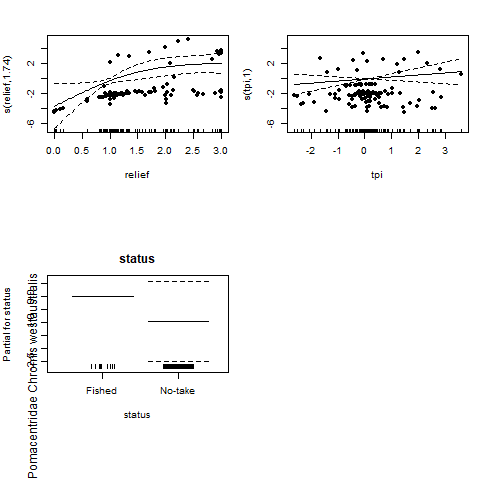 s(relief,1.74)
2
-2
-6
0.0 0.5 1.0 1.5 2.0 2.5 3.0
relief
s(tpi,1)
2
-2
-6
-2 -1 0 1 2 3
tpi
status
Partial for status
Pomacentridae Chromis westaustralis
Fished No-take
status